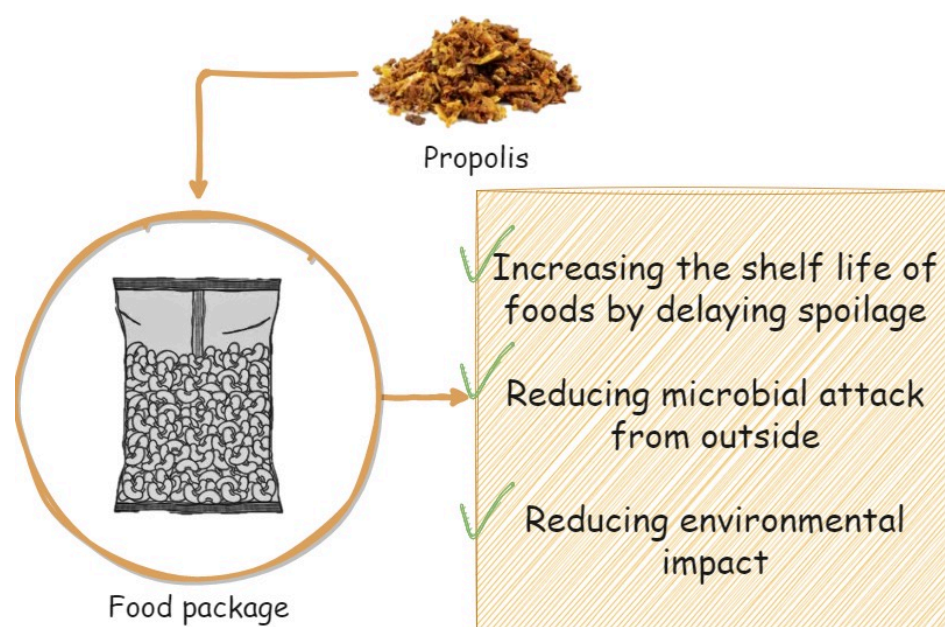 Propolis
Increasing the shelf life of
foods by delaying spoilage
Reducing microbial attack
from outside
Reducing environmental
impact
Food package